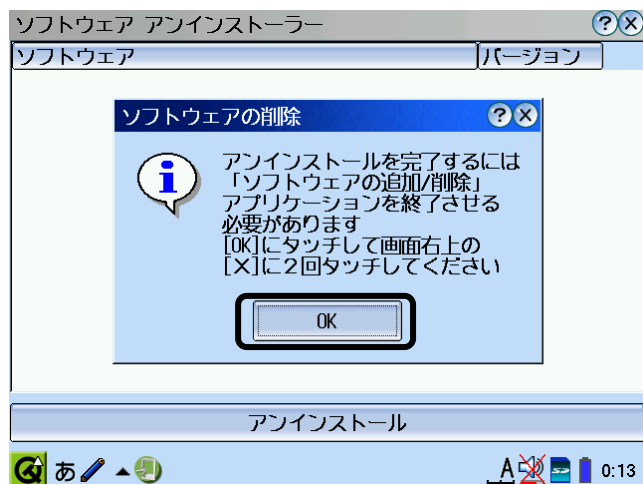 ソフトウェア アンインストーラー
ソフトウェア
バージョン
ソフトウェアの削除
アンインストールを完了するには
「ソフトウェアの追加/削除」
アプリケーションを終了させる
必要があります
[OK]にタッチして画面右上の
[×]に2回タッチしてください
OK
アンインストール
あ
A
0:13